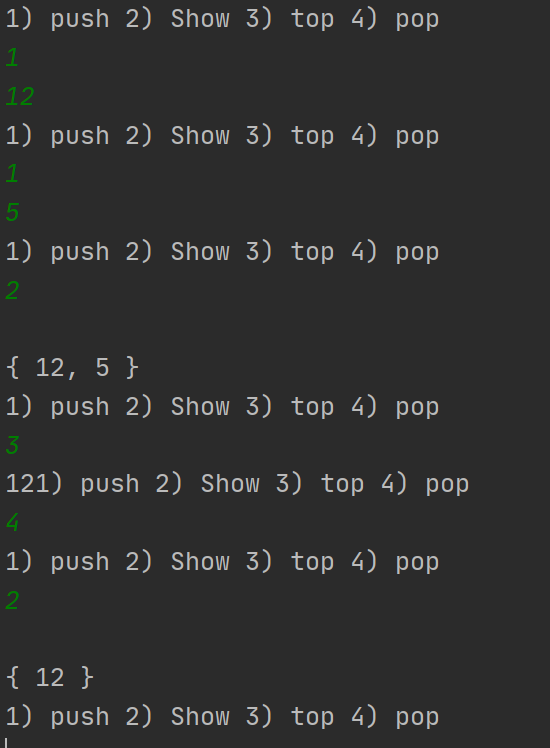 1) push 2) Show 3) top 4) pop
1
12
1) push 2) Show 3) top 4) pop
1
5
1) push 2) Show 3) top 4) pop
2
{ 12, 5 }
1) push 2) Show 3) top 4) pop
3
121) push 2) Show 3) top 4) pop
4
1) push 2) Show 3) top 4) pop
2
{ 12 }
1) push 2) Show 3) top 4) pop